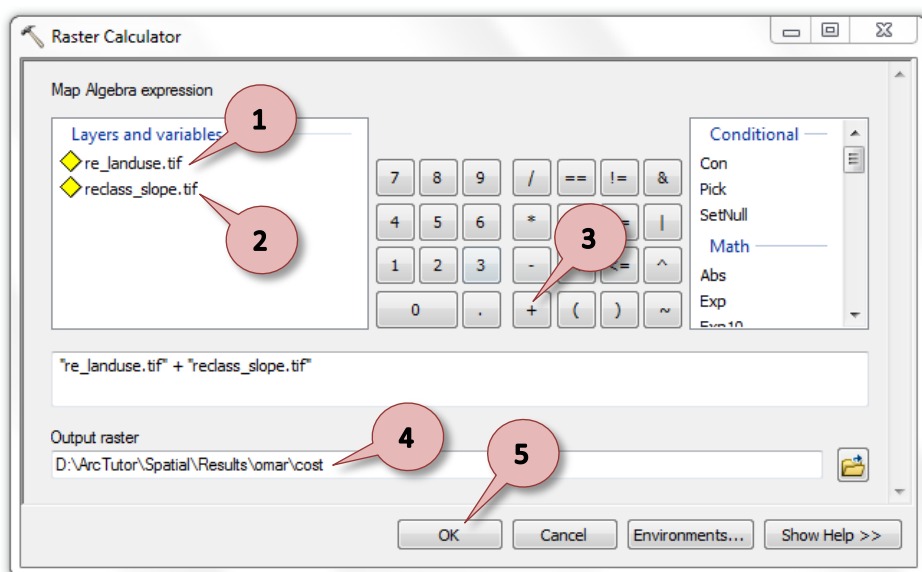 Raster Calculator
Map Algebra expression
Layers and variables
re_landuse.tif
reclass_slope.tif
1
2
7 8 9 / == != &
4 5 6 * = |
1 2 3 - <= ^
0 . + ( ) ~
3
Conditional
Con
Pick
SetNull
Math
Abs
Exp
Exp10
"re_landuse.tif" + "reclass_slope.tif"
Output raster
D:\ArcTutor\Spatial\Results\omar\cost
4
5
OK Cancel Environments... Show Help >>